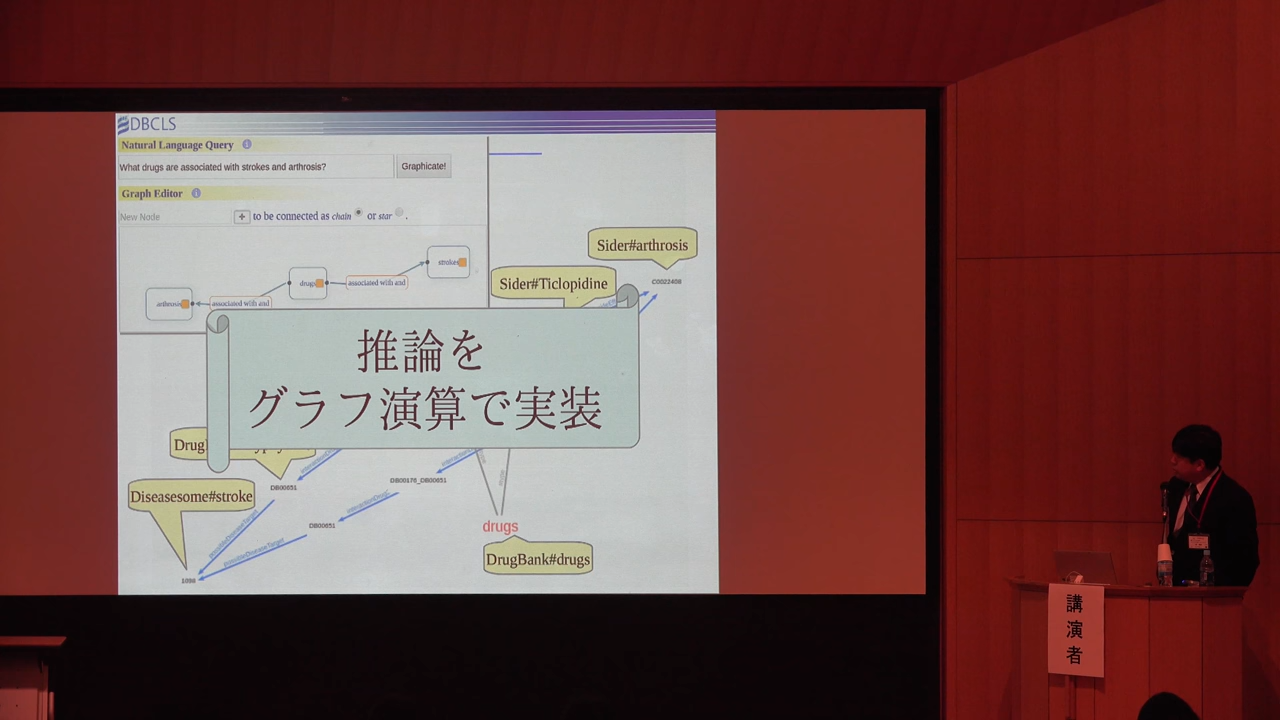 DBCLS
Natural Language Query
What drugs are associated with strokes and arthrosis?
Graphicate!
Graph Editor
New Node
+ to be connected as chain or star .
strokes
drugs
associated with and
arthrosis
associated with and
Sider#arthrosis
C0022408
Sider#Ticlopidine
推論を
グラフ演算で実装
DB00651
DB00176_DB00651
Diseasesome#stroke
DB00651
possibleDiseaseTarget
possibleDiseaseTarget
1098
drugs
DrugBank#drugs
講演者